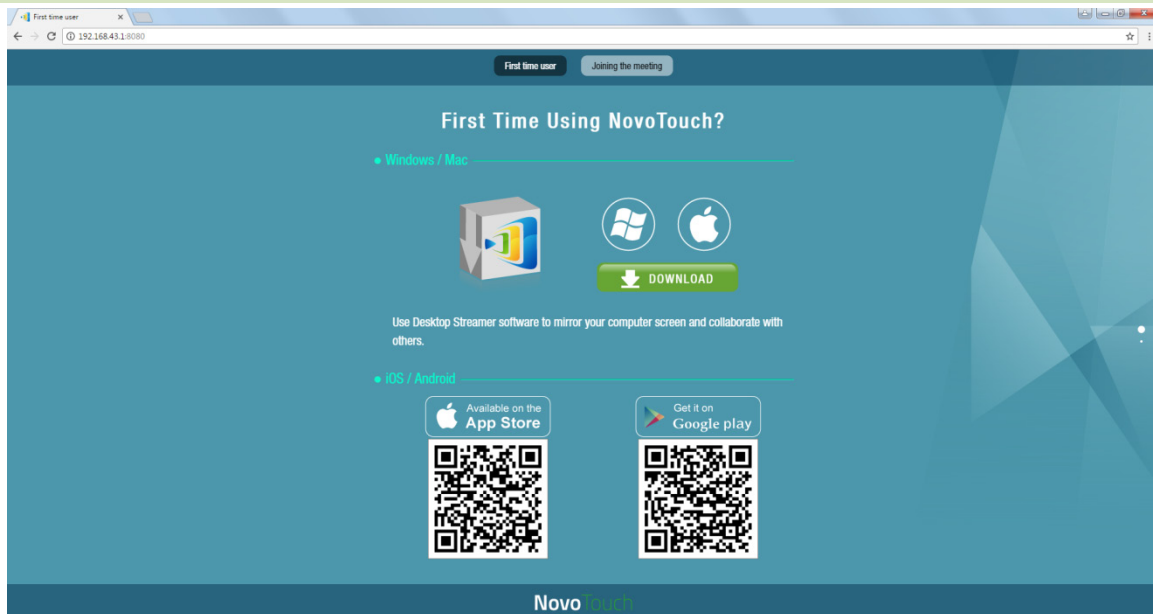 First time user
192.168.43.1:8080
First time user
Joining the meeting
First Time Using NovoTouch?
Windows / Mac
DOWNLOAD
Use Desktop Streamer software to mirror your computer screen and collaborate with
others.
iOS / Android
Available on the
App Store
Get it on
Google play
NovoTouch